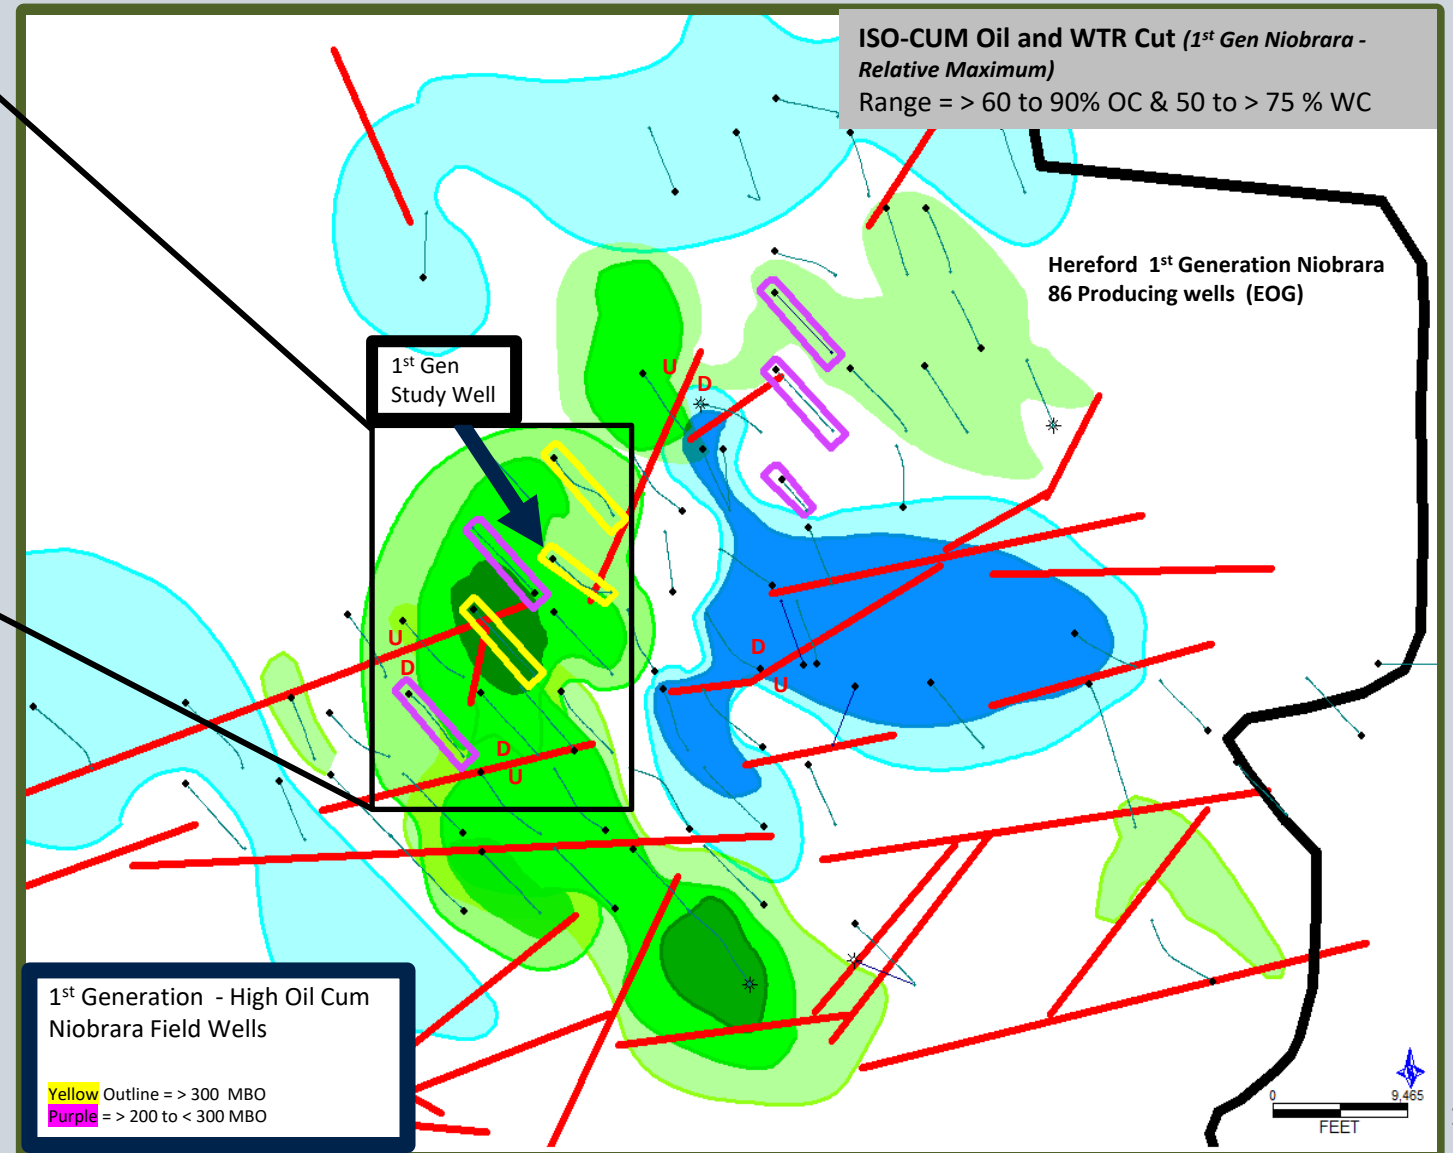 ISO-CUM Oil and WTR Cut (1st Gen Niobrara -
Relative Maximum)
Range = > 60 to 90% OC & 50 to > 75 % WC
Hereford 1st Generation Niobrara
86 Producing wells (EOG)
1st Gen
Study Well
U
D
U
D
D
U
D
U
1st Generation - High Oil Cum
Niobrara Field Wells
Yellow Outline = > 300 MBO
Purple = > 200 to < 300 MBO
0 9,465
FEET